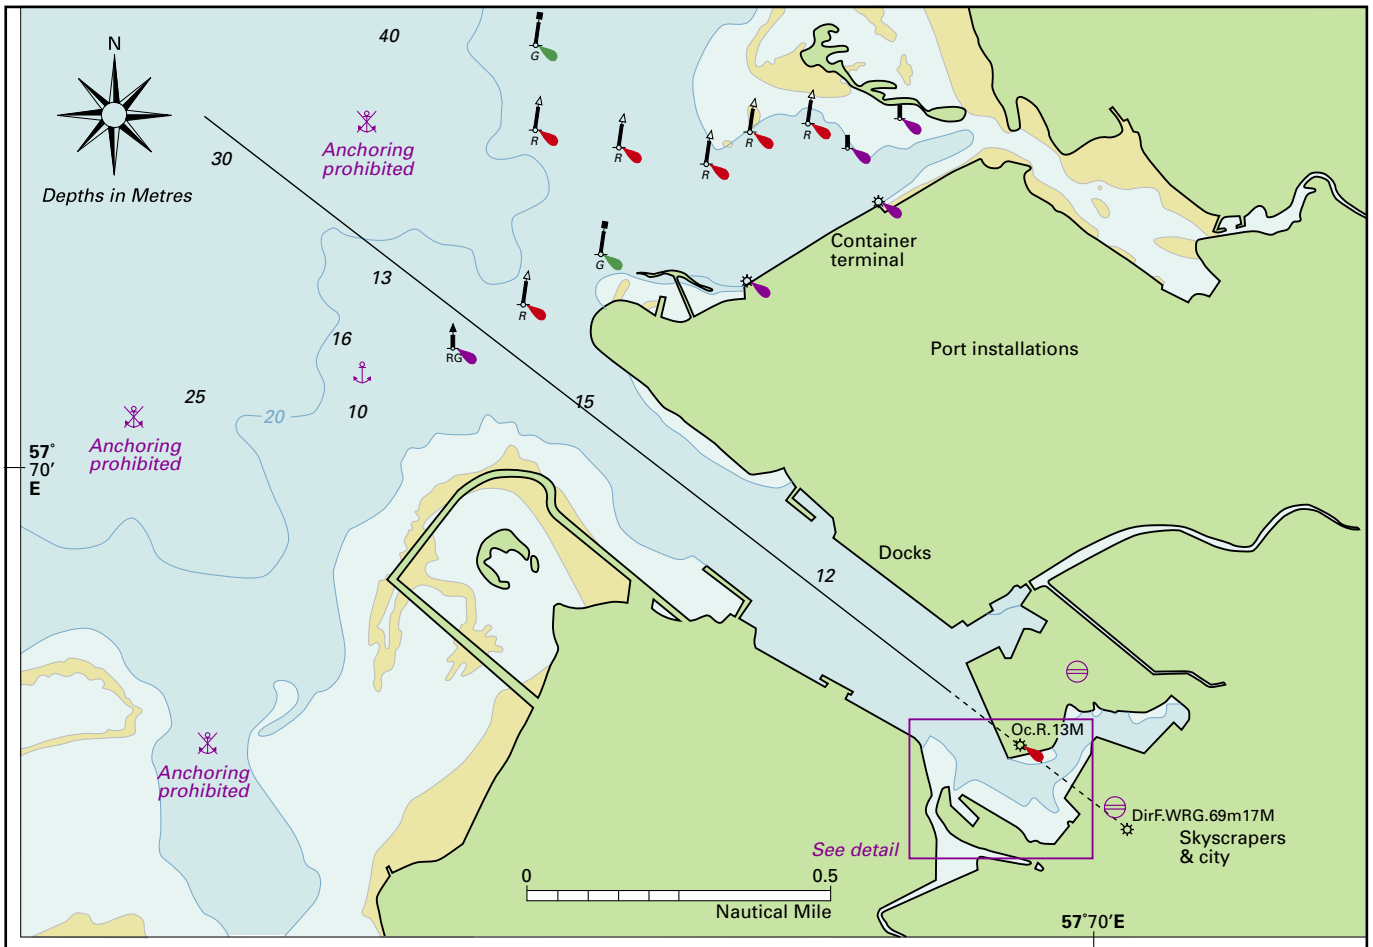 N
40
G
30
Anchoring
prohibited
R
R
R
R
R
Depths in Metres
Container
terminal
G
13
R
16
RG
Port installations
25
20
10
15
Anchoring
prohibited
57°
70'
E
Docks
12
Oc.R.13M
Anchoring
prohibited
DirF.WRG.69m17M
Skyscrapers
& city
See detail
0 0.5
Nautical Mile
57°70'E